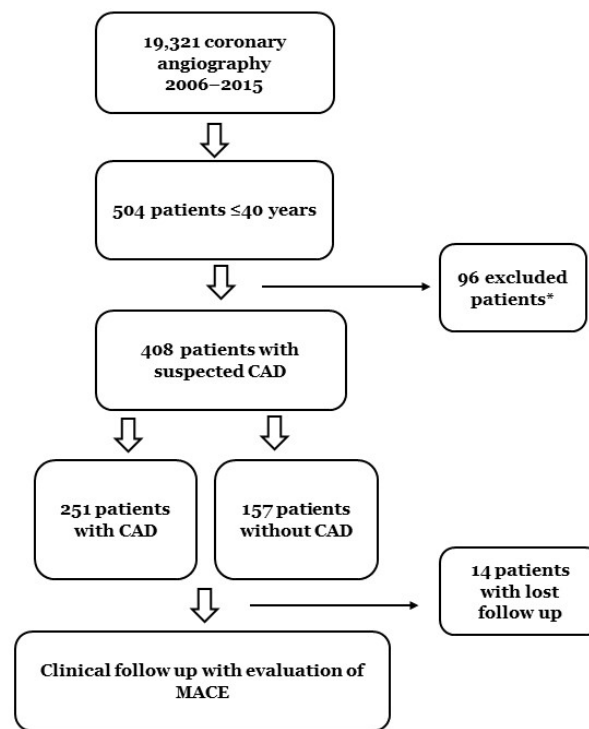 19,321 coronary
angiography
2006–2015
504 patients ≤40 years
96 excluded
patients*
408 patients with
suspected CAD
251 patients
with CAD
157 patients
without CAD
14 patients
with lost
follow up
Clinical follow up with evaluation of
MACE